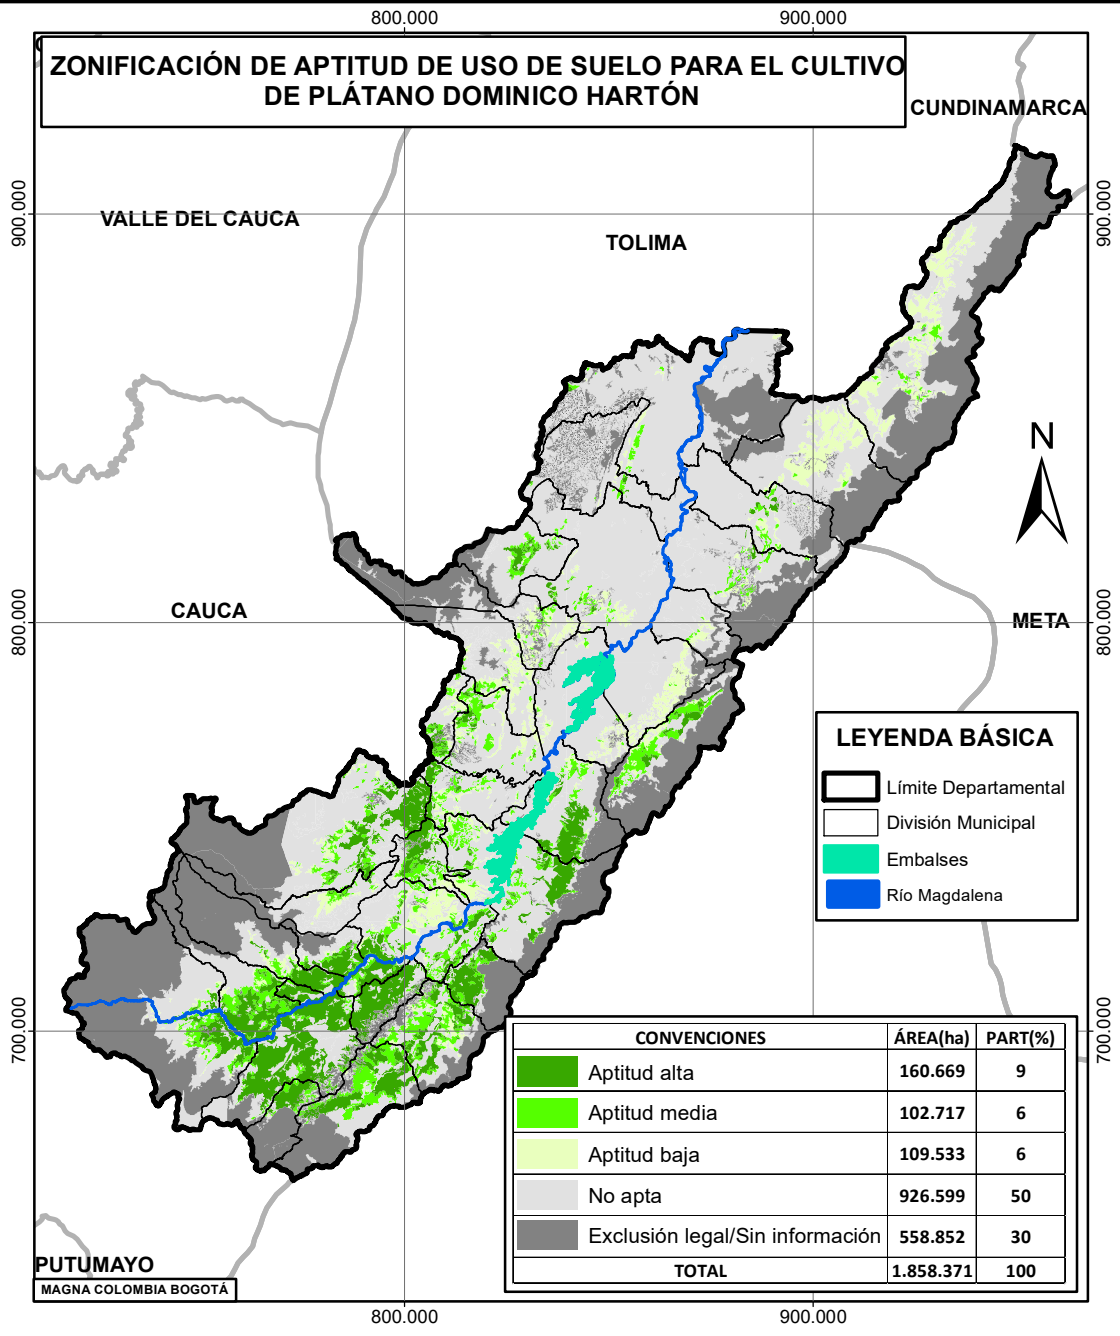 800.000
900.000
ZONIFICACIÓN DE APTITUD DE USO DE SUELO PARA EL CULTIVO
DE PLÁTANO DOMINICO HARTÓN
CUNDINAMARCA
900.000
900.000
VALLE DEL CAUCA
TOLIMA
N
CAUCA
META
800.000
800.000
LEYENDA BÁSICA
Límite Departamental
División Municipal
Embalses
Río Magdalena
700.000
700.000
CONVENCIONES ÁREA(ha) PART(%)
Aptitud alta 160.669 9
Aptitud media 102.717 6
Aptitud baja 109.533 6
No apta 926.599 50
Exclusión legal/Sin información 558.852 30
TOTAL 1.858.371 100
PUTUMAYO
MAGNA COLOMBIA BOGOTÁ
800.000
900.000